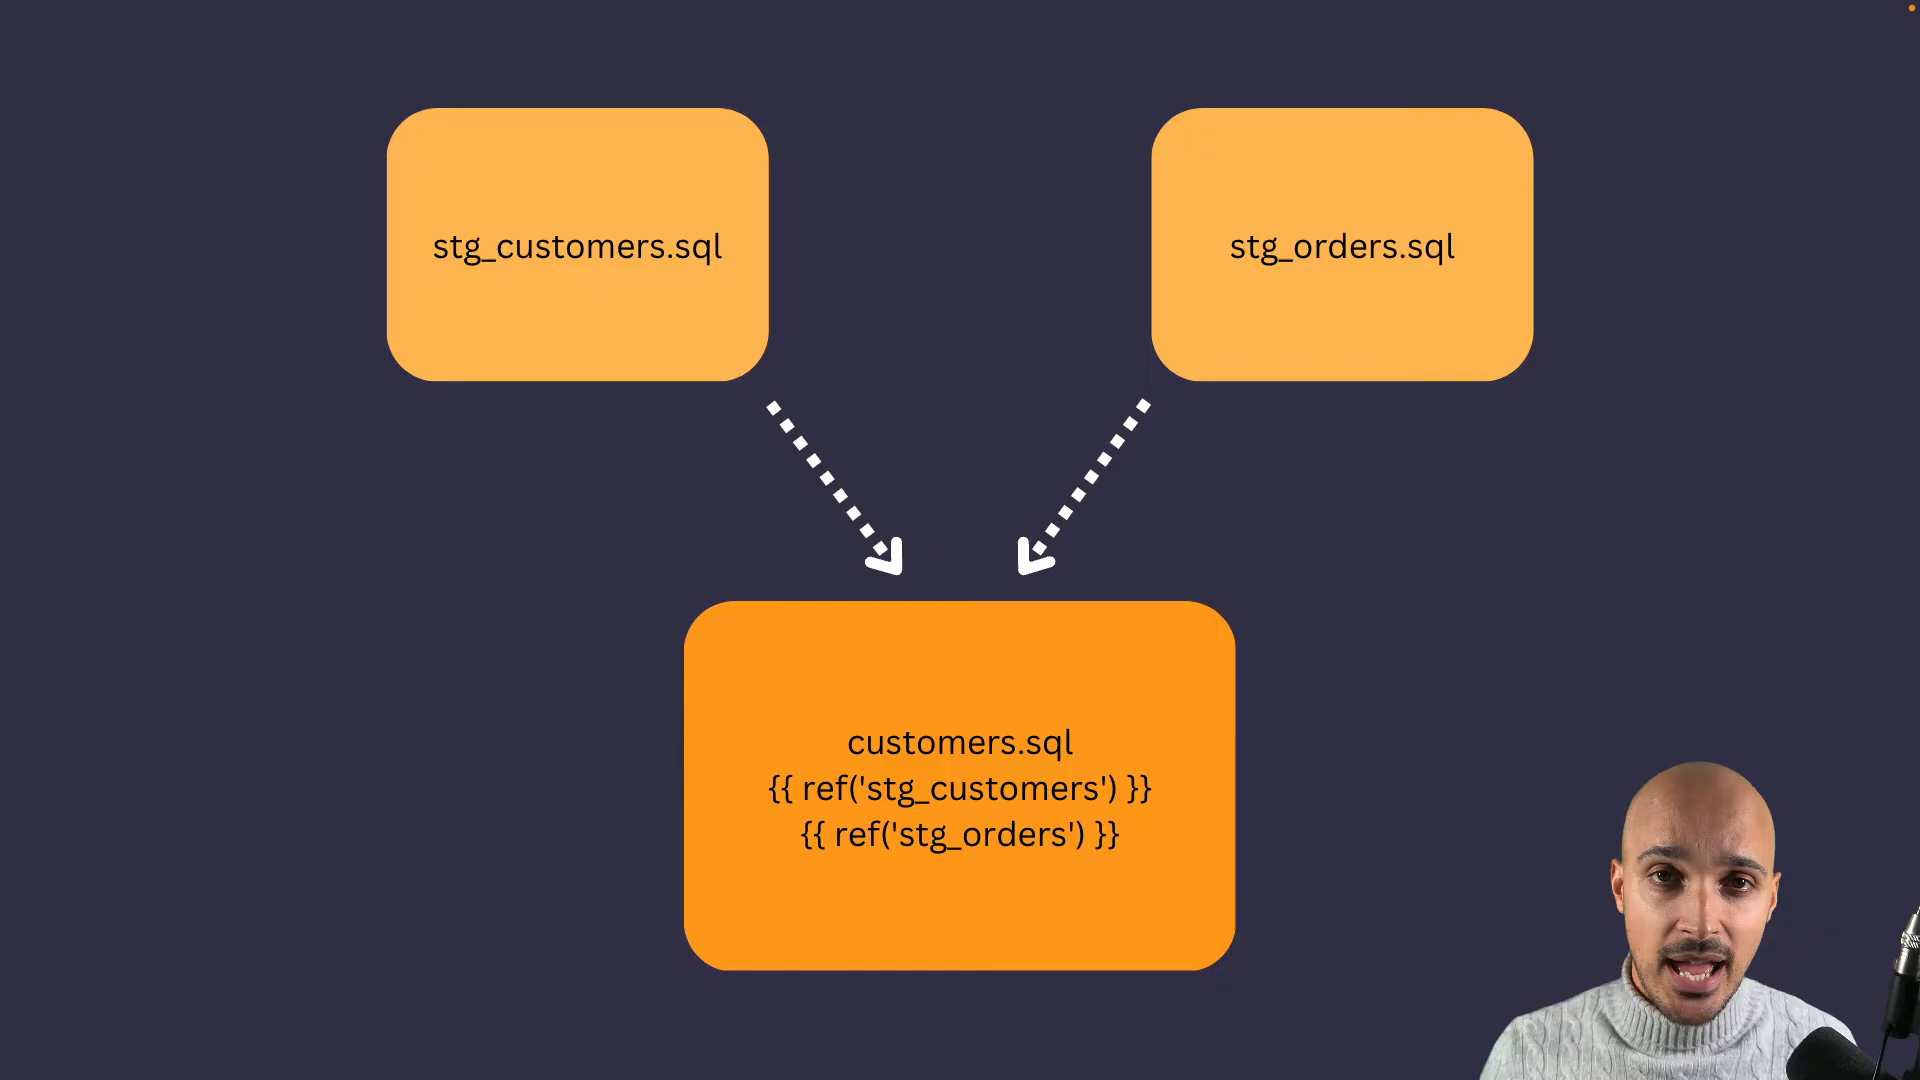 stg_customers.sql
stg_orders.sql
customers.sql
{{ ref('stg_customers') }}
{{ ref('stg_orders') }}